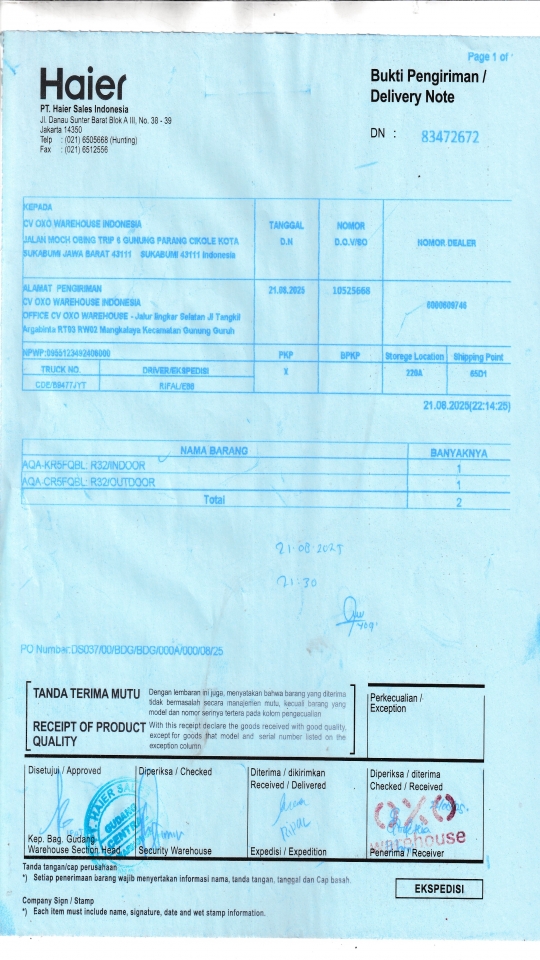 Page 1 of
Haier
Bukti Pengiriman /
Delivery Note
PT. Haier Sales Indonesia
Jl. Danau Sunter Barat Blok A III, No. 38 - 39
Jakarta 14350
Telp : (021) 6505668 (Hunting)
Fax : (021) 6512556
DN : 83472672
KEPADA
CV OXO WAREHOUSE INDONESIA
JALAN MOCH OBING TRIP 6 GUNUNG PARANG CIKOLE KOTA
SUKABUMI JAWA BARAT 43111 SUKABUMI 43111 Indonesia
TANGGAL
D.N
NOMOR
D.O./SO
NOMOR DEALER
ALAMAT PENGIRIMAN
CV OXO WAREHOUSE INDONESIA
OFFICE CV OXO WAREHOUSE - Jalur lingkar Selatan Jl Tangkil
Argabinta RT03 RW02 Mangkalaya Kecamatan Gunung Guruh
21.08.2025
10525668
NPWP:
PKP
BPKP
Storege Location
Shipping Point
TRUCK NO.
DRIVER/EKSPEDISI
X
RIFAL/
21.08.2025(22:14:25)
NAMA BARANG
BANYAKNYA
AQA-KR5FQBL: R32/INDOOR
1
AQA-CR5FQBL: R32/OUTDOOR
1
Total
2
21.08.2025
21:30
PO Number:DS037/00/BDG/BDG/000A/000/08/25
TANDA TERIMA MUTU
Dengan lembaran ini juga, menyatakan bahwa barang yang diterima
tidak bermasalah secara manajemen mutu, kecuali barang yang
model dan nomor serinya tertera pada kolom pengecualian
RECEIPT OF PRODUCT
QUALITY
With this receipt declare the goods received with good quality,
except for goods that model and serial number listed on the
exception column
Perkecualian /
Exception
Disetujui / Approved
Diperiksa / Checked
Diterima / dikirimkan
Received / Delivered
Diperiksa / diterima
Checked / Received
HAIER
GUDANG
RIFAL
OXO
warehouse
Kep. Bag. Gudang
Warehouse Section Head
Security Warehouse
Expedisi / Expedition
Penerima / Receiver
Tanda tangan/cap perusahaan
*) Setiap penerimaan barang wajib menyertakan informasi nama, tanda tangan, tanggal dan Cap basah.
EKSPEDISI
Company Sign / Stamp
*) Each item must include name, signature, date and wet stamp information.